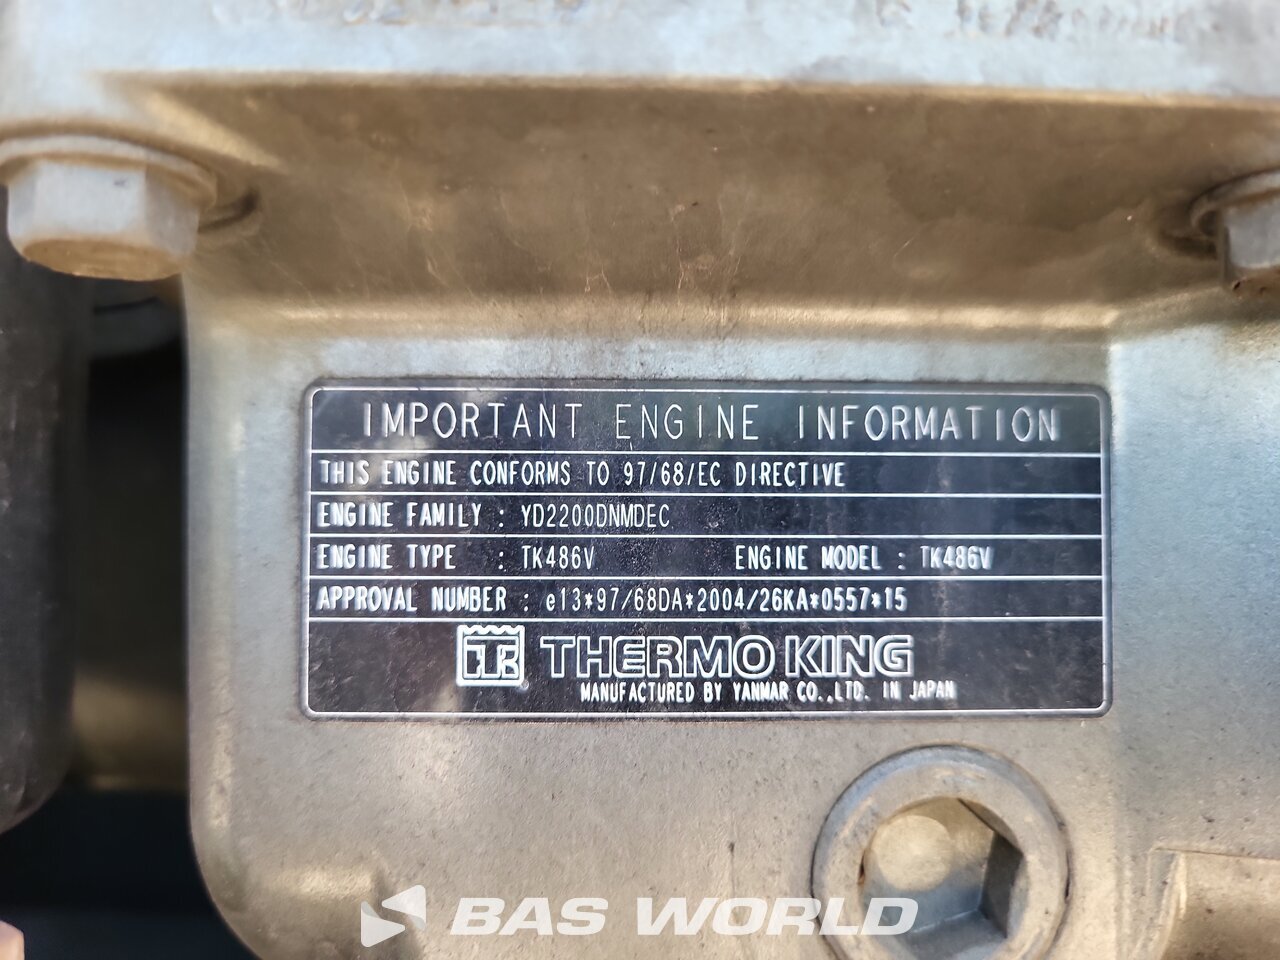 IMPORTANT ENGINE INFORMATION
THIS ENGINE CONFORMS TO 97/68/EC DIRECTIVE
ENGINE FAMILY : YD2200DNMDEC
ENGINE TYPE : TK486V ENGINE MODEL : TK486V
APPROVAL NUMBER : e13*97/68DA*2004/26KA*0557*15
TK THERMO KING
MANUFACTURED BY YANMAR CO.,LTD. IN JAPAN
BAS WORLD